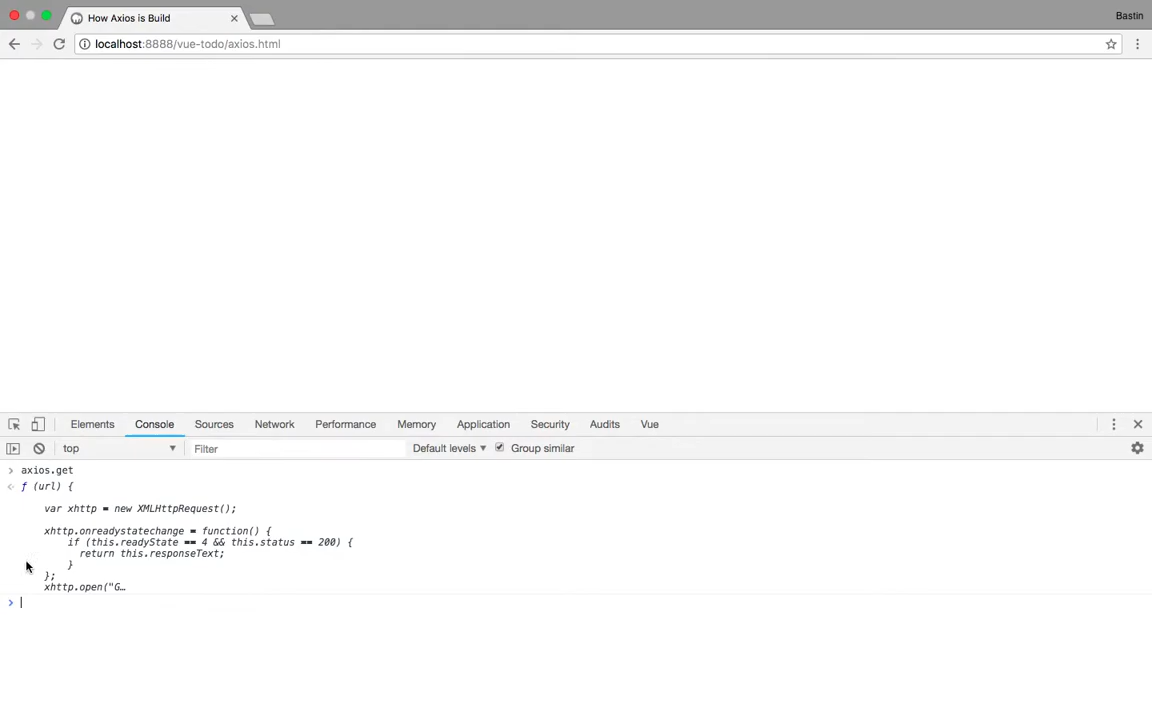 How Axios is Build
Bastin
localhost:8888/vue-todo/axios.html
Elements Console Sources Network Performance Memory Application Security Audits Vue
top Filter Default levels Group similar
axios.get
f (url) {
var xhttp = new XMLHttpRequest();
xhttp.onreadystatechange = function() {
if (this.readyState == 4 && this.status == 200) {
return this.responseText;
}
};
xhttp.open("G…